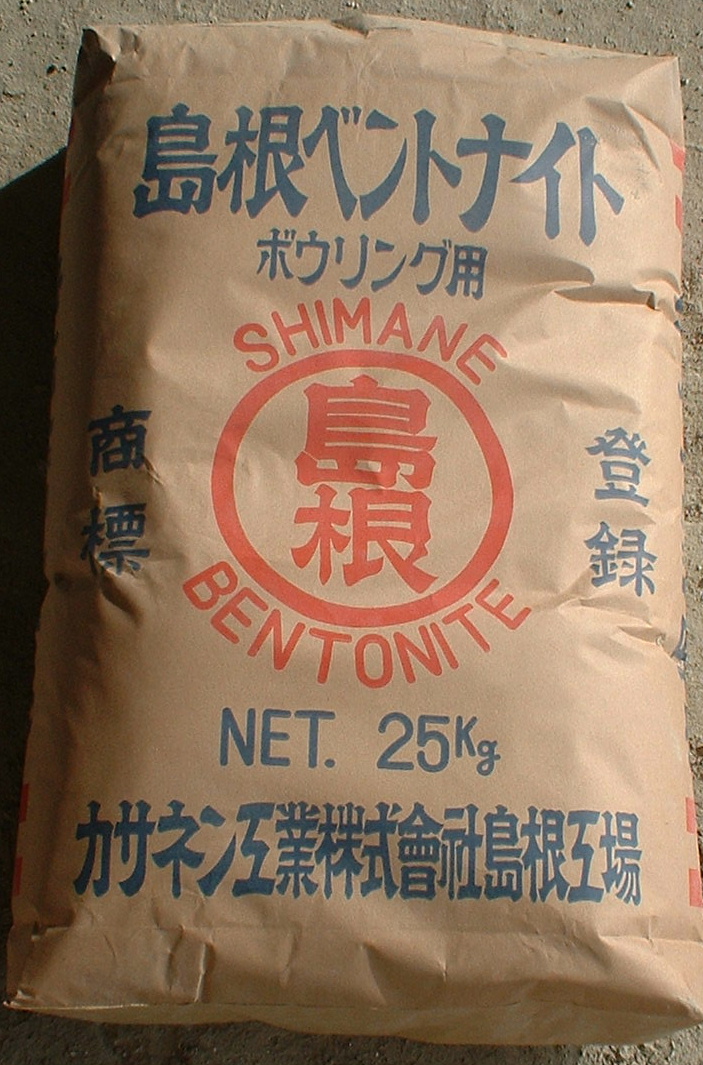 島根ベントナイト
ボウリング用
SHIMANE
島根
商標
登録
BENTONITE
NET. 25Kg
カサネン工業株式會社島根工場